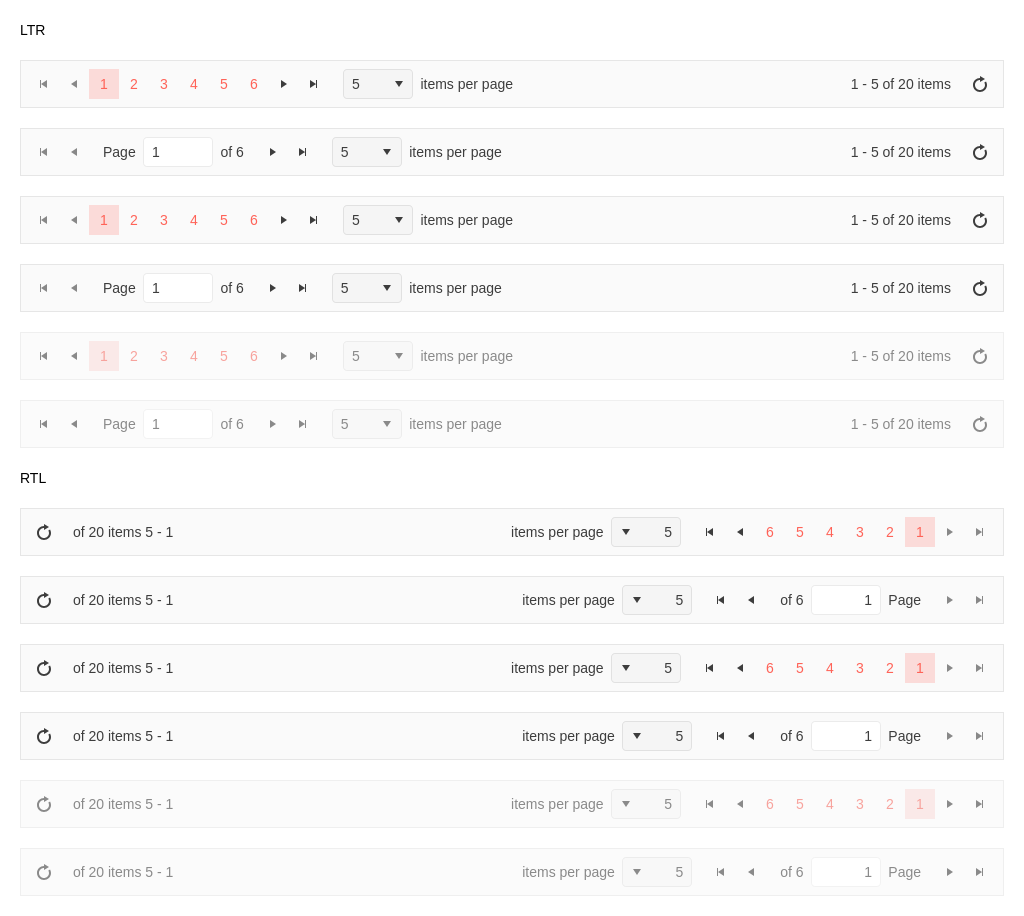 LTR
1 2 3 4 5 6 5 items per page 1 - 5 of 20 items
Page 1 of 6 5 items per page 1 - 5 of 20 items
1 2 3 4 5 6 5 items per page 1 - 5 of 20 items
Page 1 of 6 5 items per page 1 - 5 of 20 items
1 2 3 4 5 6 5 items per page 1 - 5 of 20 items
Page 1 of 6 5 items per page 1 - 5 of 20 items
RTL
of 20 items 5 - 1 items per page 5 6 5 4 3 2 1
of 20 items 5 - 1 items per page 5 of 6 1 Page
of 20 items 5 - 1 items per page 5 6 5 4 3 2 1
of 20 items 5 - 1 items per page 5 of 6 1 Page
of 20 items 5 - 1 items per page 5 6 5 4 3 2 1
of 20 items 5 - 1 items per page 5 of 6 1 Page